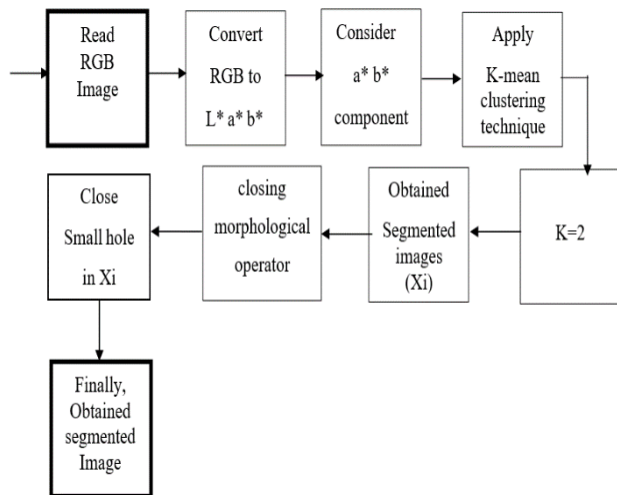 Read
RGB
Image
Convert
RGB to
L* a* b*
Consider
a* b*
component
Apply
K-mean
clustering
technique
K=2
Obtained
Segmented
images
(Xi)
closing
morphological
operator
Close
Small hole
in Xi
Finally,
Obtained
segmented
Image